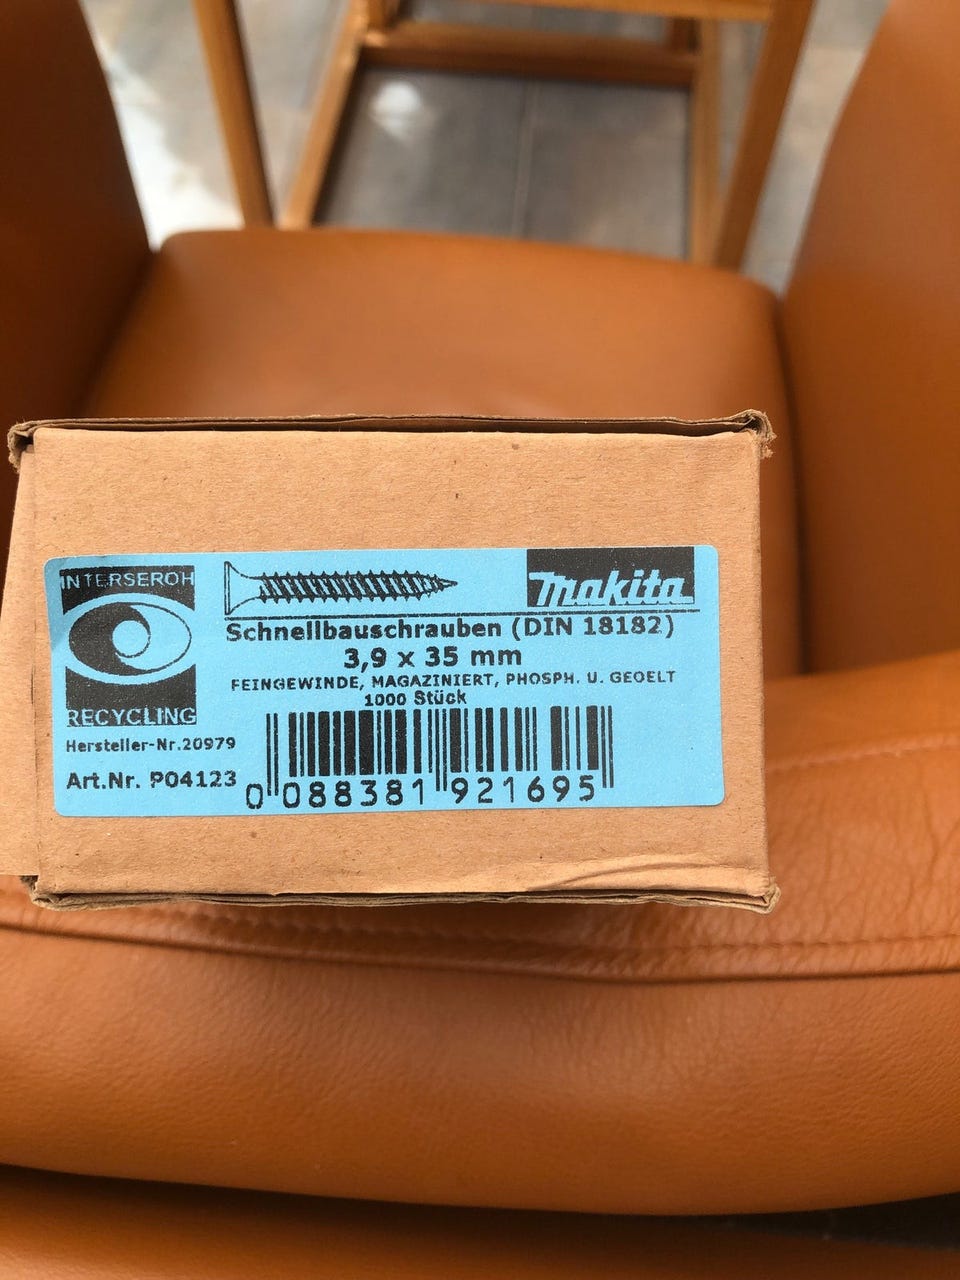 INTERSEROH
RECYCLING
Makita
Schnellbauschrauben (DIN 18182)
3,9 x 35 mm
FEINGEWINDE, MAGAZINIERT, PHOSPH. U. GEOELT
1000 Stück
Hersteller-Nr.20979
Art.Nr. P04123
0 088381 921695